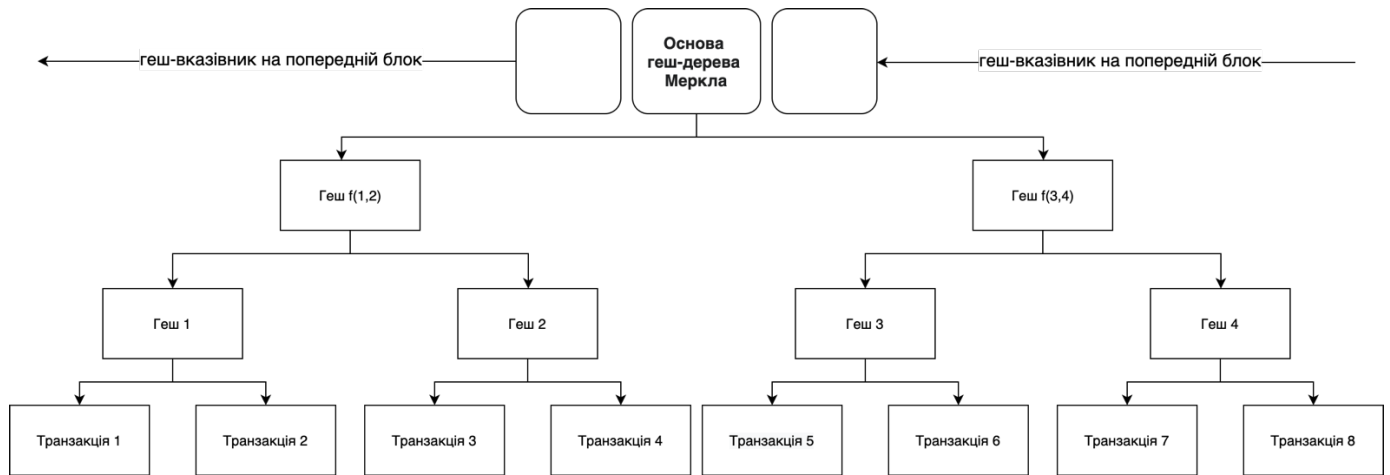 Основа
геш-дерева
Меркла
геш-вказівник на попередній блок
геш-вказівник на попередній блок
Геш f(1,2)
Геш f(3,4)
Геш 1
Геш 2
Геш 3
Геш 4
Транзакція 1
Транзакція 2
Транзакція 3
Транзакція 4
Транзакція 5
Транзакція 6
Транзакція 7
Транзакція 8